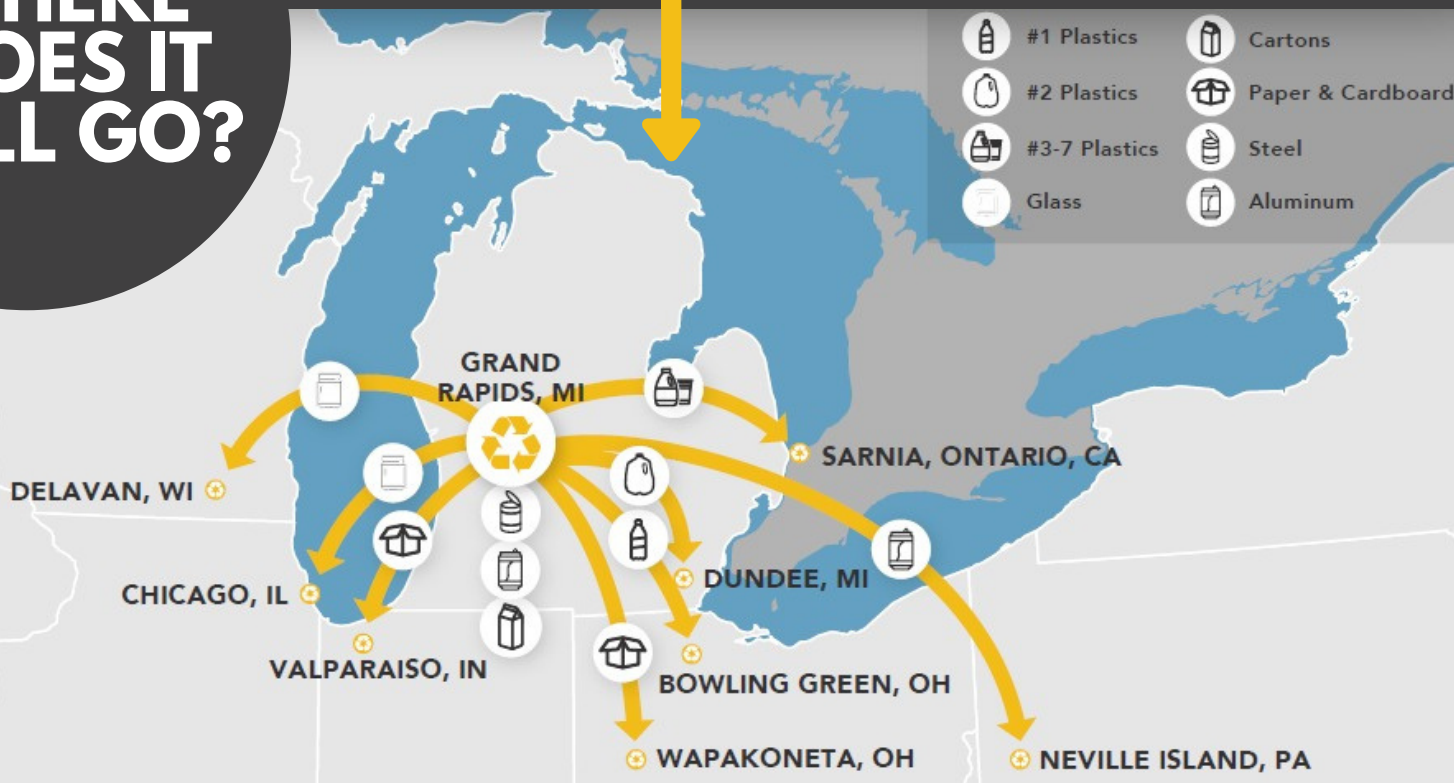 OES IT
LL GO?
#1 Plastics
Cartons
#2 Plastics
Paper & Cardboard
#3-7 Plastics
Steel
Glass
Aluminum
GRAND
RAPIDS, MI
SARNIA, ONTARIO, CA
DELAVAN, WI
DUNDEE, MI
CHICAGO, IL
VALPARAISO, IN
BOWLING GREEN, OH
WAPAKONETA, OH
NEVILLE ISLAND, PA